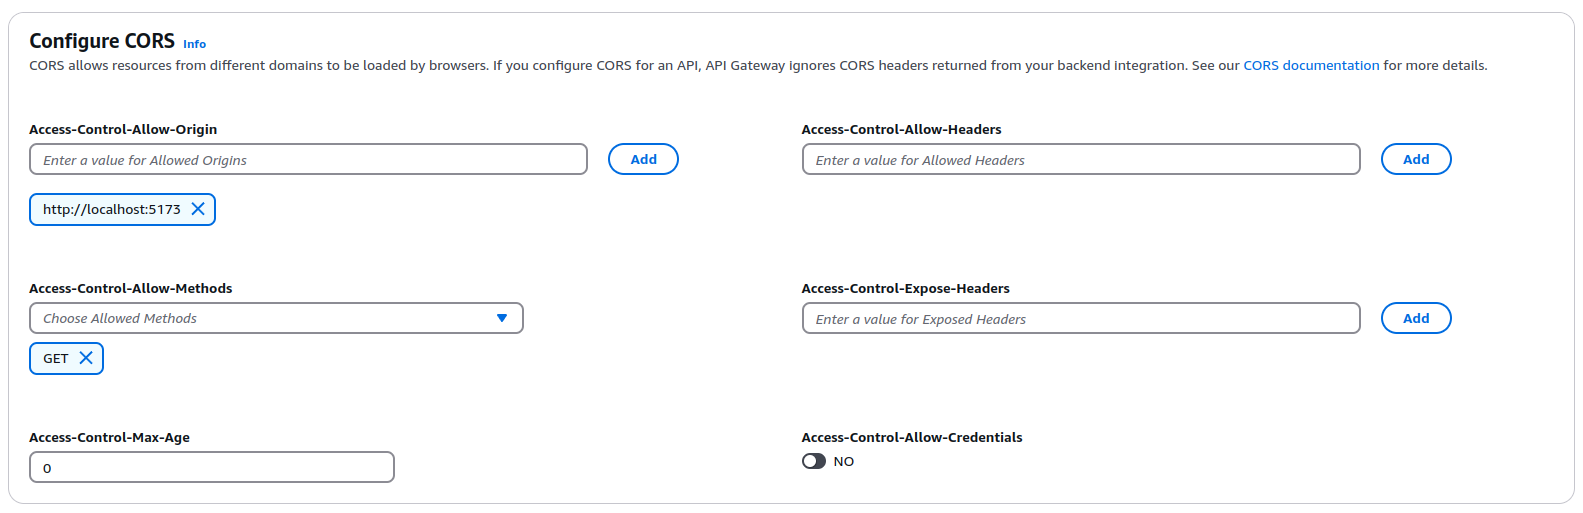 Configure CORS Info
CORS allows resources from different domains to be loaded by browsers. If you configure CORS for an API, API Gateway ignores CORS headers returned from your backend integration. See our CORS documentation for more details.
Access-Control-Allow-Origin
Enter a value for Allowed Origins
Add
http://localhost:5173
Access-Control-Allow-Headers
Enter a value for Allowed Headers
Add
Access-Control-Allow-Methods
Choose Allowed Methods
GET
Access-Control-Expose-Headers
Enter a value for Exposed Headers
Add
Access-Control-Max-Age
0
Access-Control-Allow-Credentials
NO